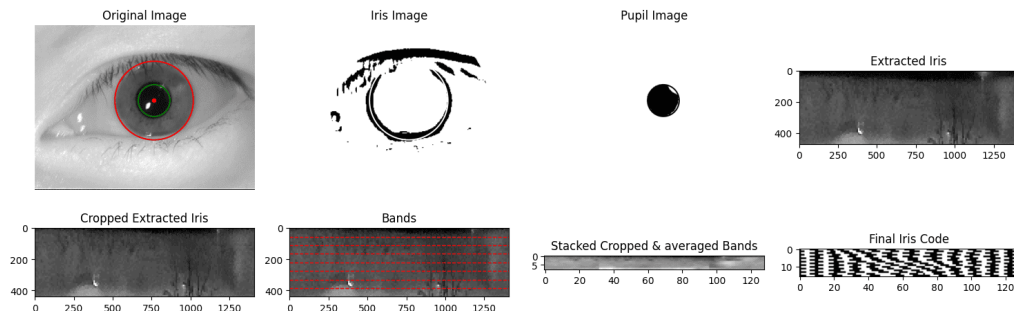 Original Image
Iris Image
Pupil Image
Extracted Iris
0
200
400
0 250 500 750 1000 1250
Cropped Extracted Iris
0
200
400
0 250 500 750 1000 1250
Bands
0
200
400
0 250 500 750 1000 1250
Stacked Cropped & averaged Bands
0
5
0 20 40 60 80 100 120
Final Iris Code
0
10
0 20 40 60 80 100 120